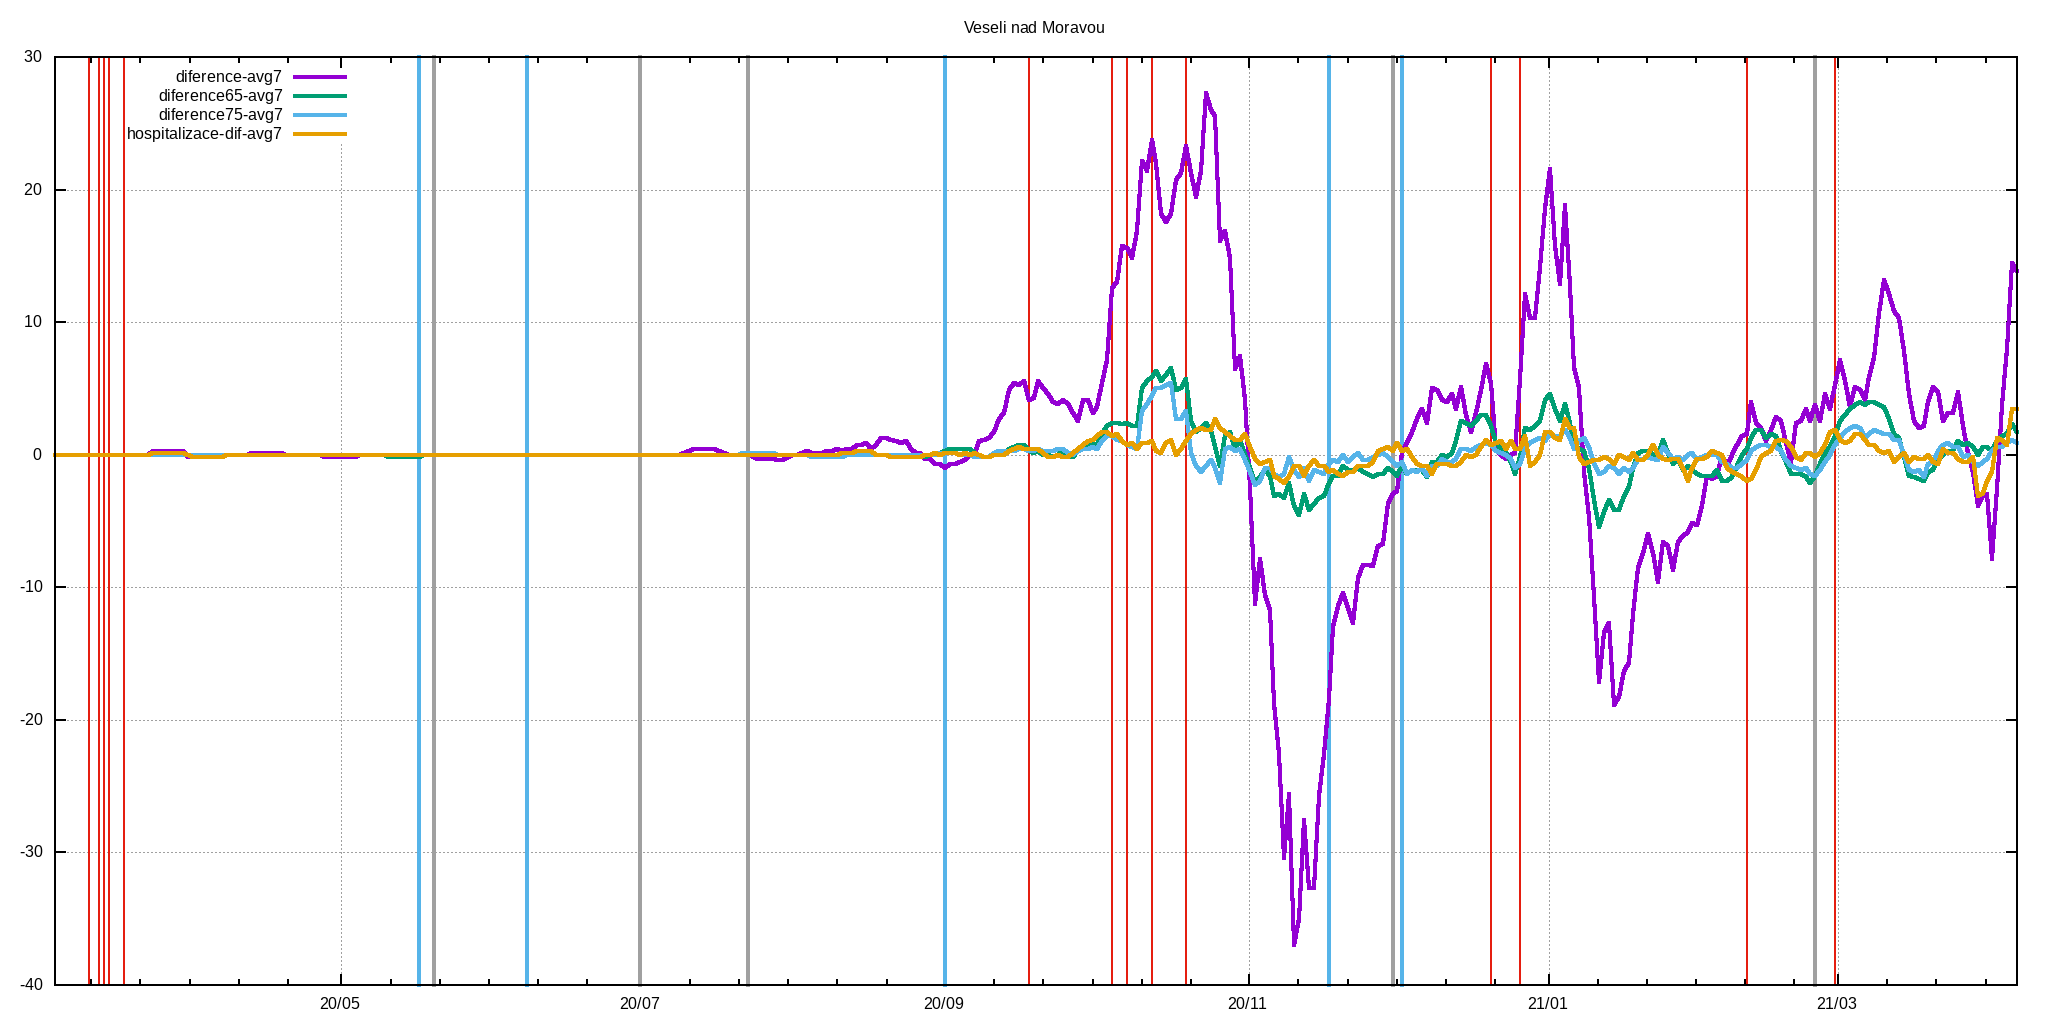 Veseli nad Moravou
30
20
10
0
-10
-20
-30
-40
diference-avg7
diference65-avg7
diference75-avg7
hospitalizace-dif-avg7
20/05
20/07
20/09
20/11
21/01
21/03